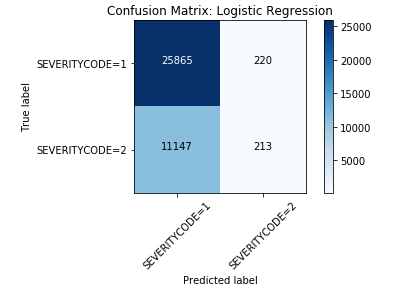 Confusion Matrix: Logistic Regression
True label
SEVERITYCODE=1
SEVERITYCODE=2
25865 220
11147 213
SEVERITYCODE=1
SEVERITYCODE=2
Predicted label
25000
20000
15000
10000
5000